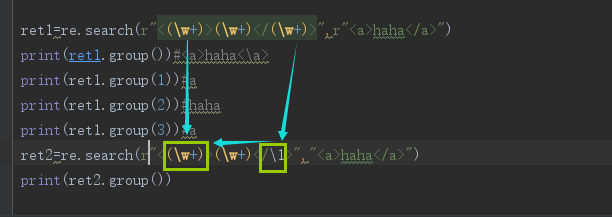 ret1=re.search(r"<(\w+)>(\w+)</(\w+)>",r"<a>haha</a>")
print(ret1.group())#<a>haha<\a>
print(ret1.group(1))#a
print(ret1.group(2))#haha
print(ret1.group(3))#a
ret2=re.search(r"<(\w+)>(\w+)</\1>","<a>haha</a>")
print(ret2.group())